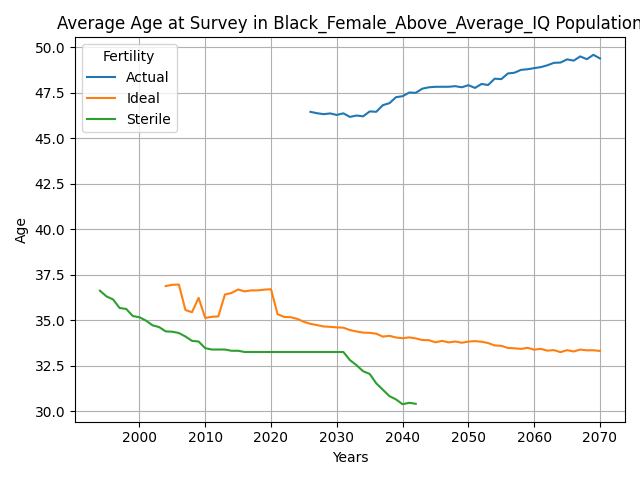 Average Age at Survey in Black_Female_Above_Average_IQ Population
Fertility
Actual
Ideal
Sterile
Age
50.0
47.5
45.0
42.5
40.0
37.5
35.0
32.5
30.0
2000 2010 2020 2030 2040 2050 2060 2070
Years